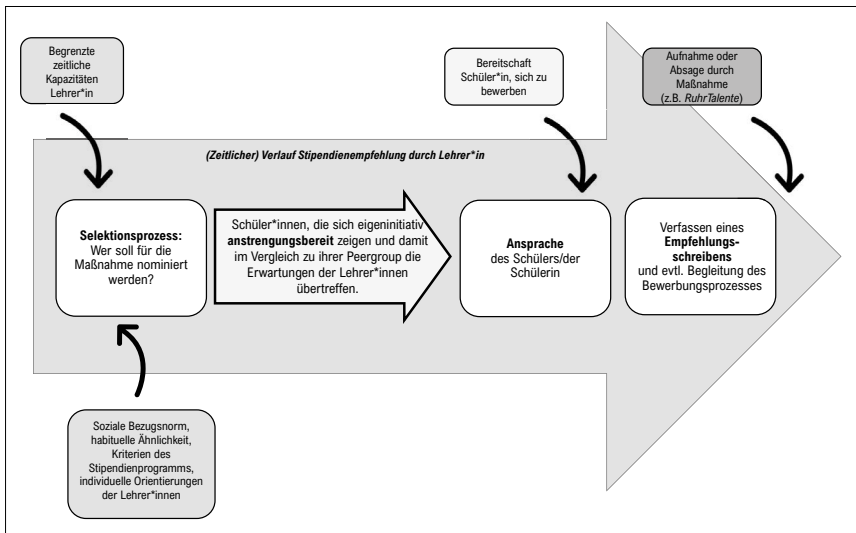 Begrenzte
zeitliche
Kapazitäten
Lehrer*in
Bereitschaft
Schüler*in, sich zu
bewerben
Aufnahme oder
Absage durch
Maßnahme
(z.B. RuhrTalente)
(Zeitlicher) Verlauf Stipendienempfehlung durch Lehrer*in
Selektionsprozess:
Wer soll für die
Maßnahme nominiert
werden?
Schüler*innen, die sich eigeninitiativ
anstrengungsbereit zeigen und damit
im Vergleich zu ihrer Peergroup die
Erwartungen der Lehrer*innen
übertreffen.
Ansprache
des Schülers/der
Schülerin
Verfassen eines
Empfehlungs-
schreibens
und evtl. Begleitung des
Bewerbungsprozesses
Soziale Bezugsnorm,
habituelle Ähnlichkeit,
Kriterien des
Stipendienprogramms,
individuelle Orientierungen
der Lehrer*innen